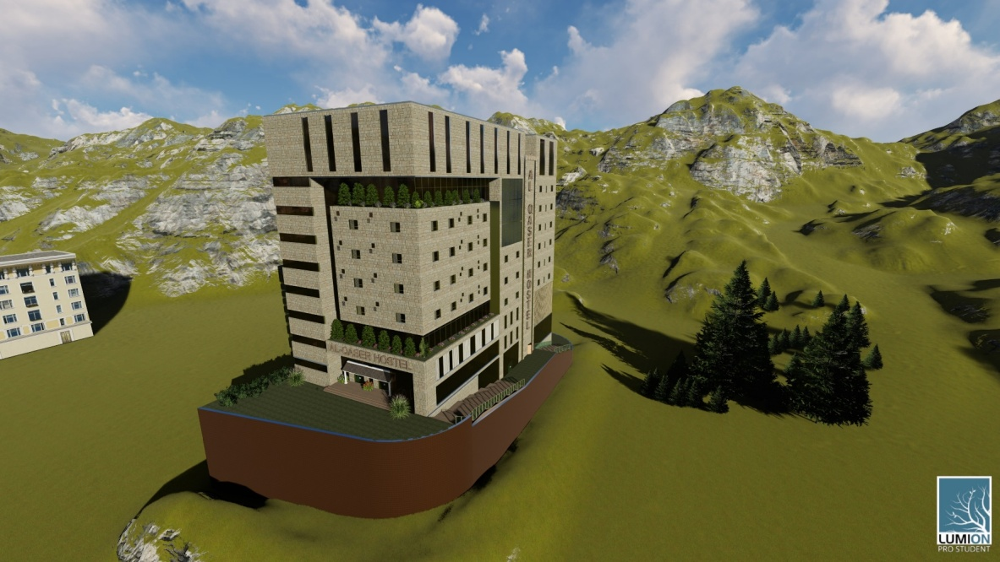 AL QASER HOSTEL
AL-QASER HOSTEL
LUMION
PRO STUDENT